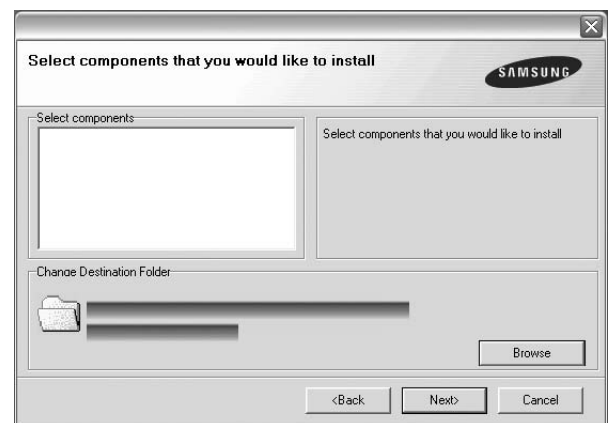 Select components that you would like to install
SAMSUNG
Select components
Select components that you would like to install
Change Destination Folder
Browse
<Back
Next>
Cancel